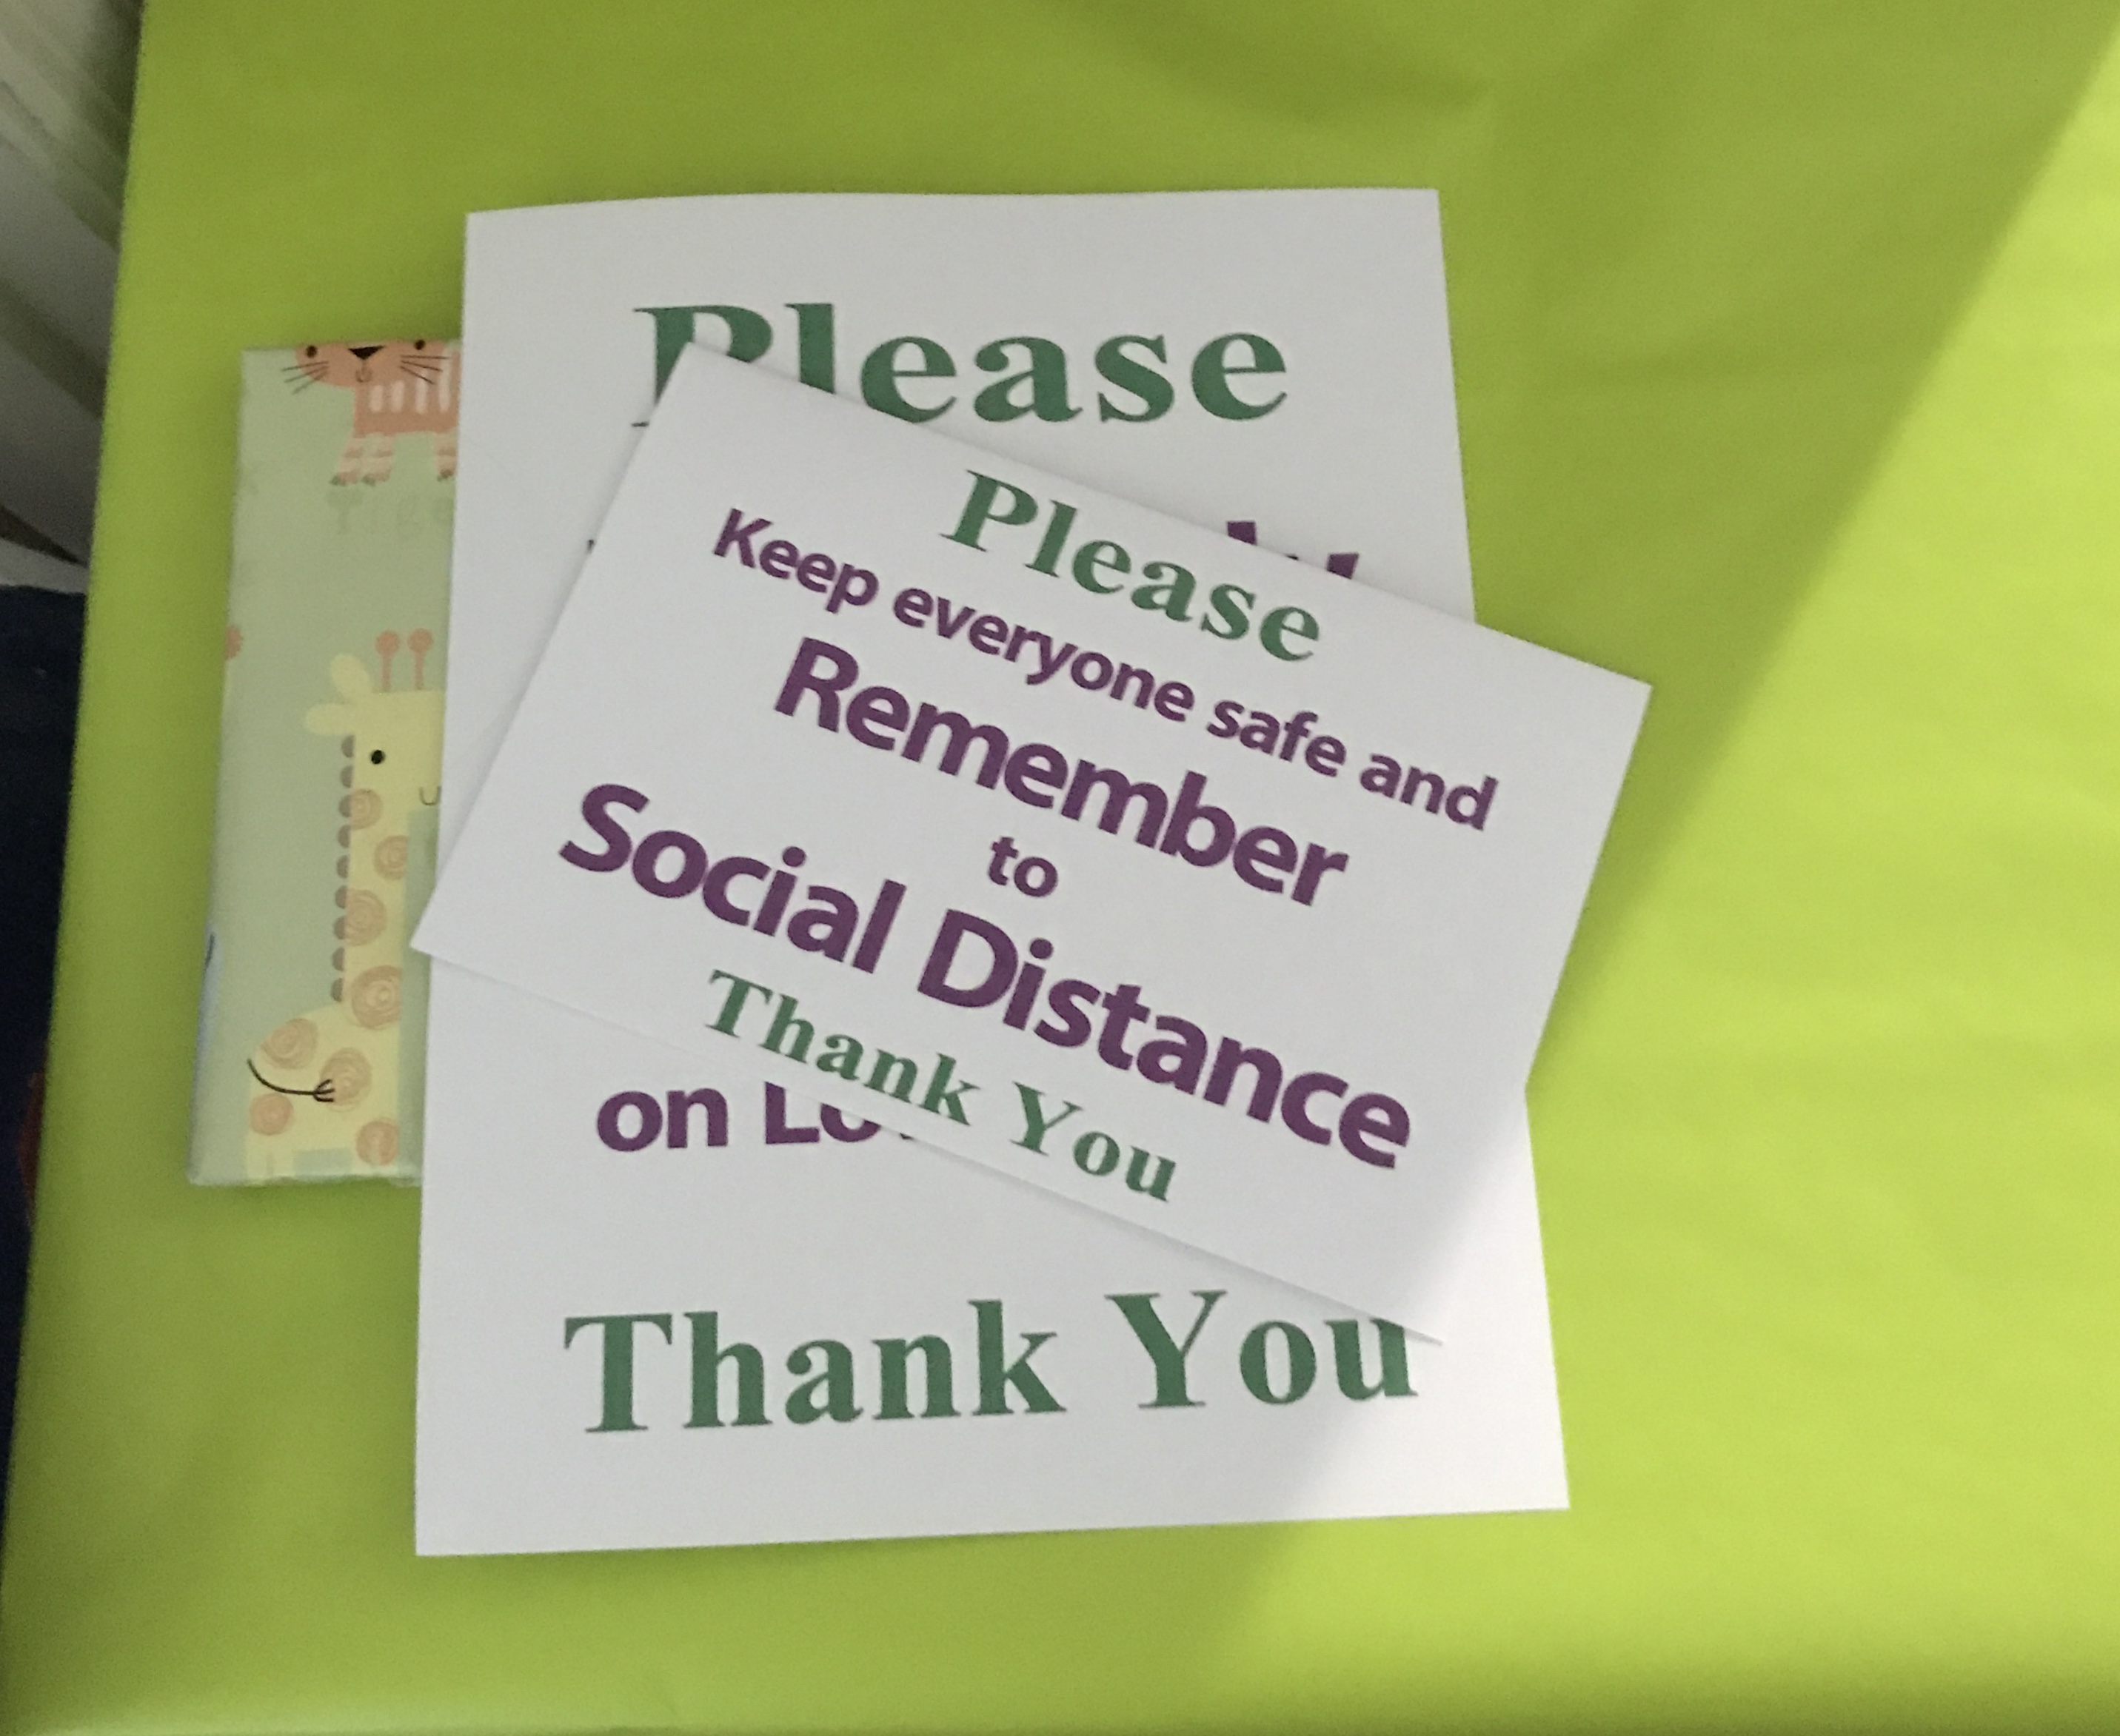 Please
Please
Keep everyone safe and
Remember
to
Social Distance
Thank You
on
Thank You